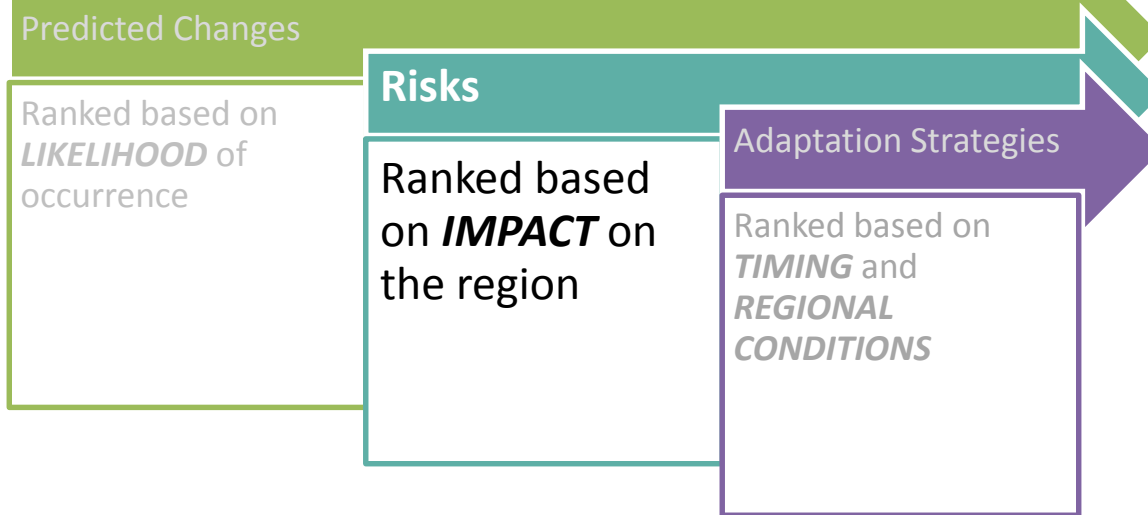 Predicted Changes
Ranked based on
LIKELIHOOD of
occurrence
Risks
Ranked based
on IMPACT on
the region
Adaptation Strategies
Ranked based on
TIMING and
REGIONAL
CONDITIONS